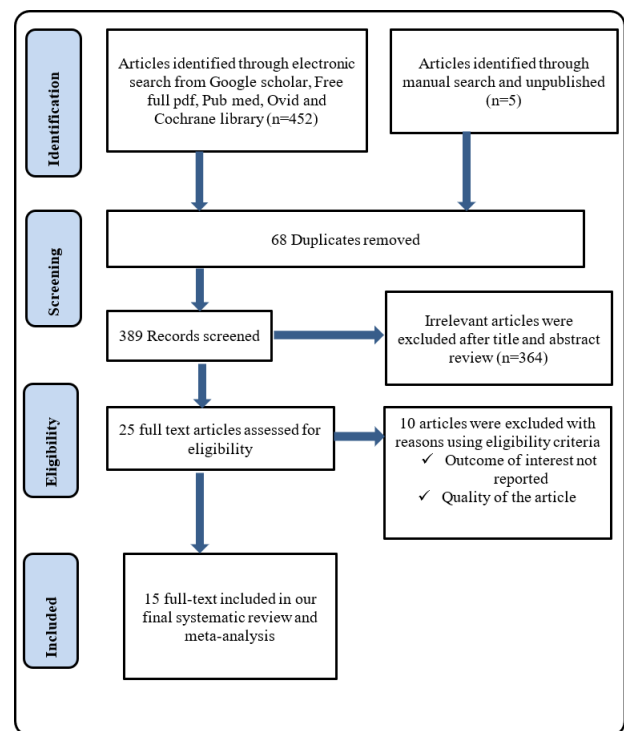 Identification
Articles identified through electronic
search from Google scholar, Free
full pdf, Pub med, Ovid and
Cochrane library (n=452)
Articles identified through
manual search and unpublished
(n=5)
Screening
68 Duplicates removed
389 Records screened
Irrelevant articles were
excluded after title and abstract
review (n=364)
Eligibility
25 full text articles assessed for
eligibility
10 articles were excluded with
reasons using eligibility criteria
✓ Outcome of interest not
reported
✓ Quality of the article
Included
15 full-text included in our
final systematic review and
meta-analysis